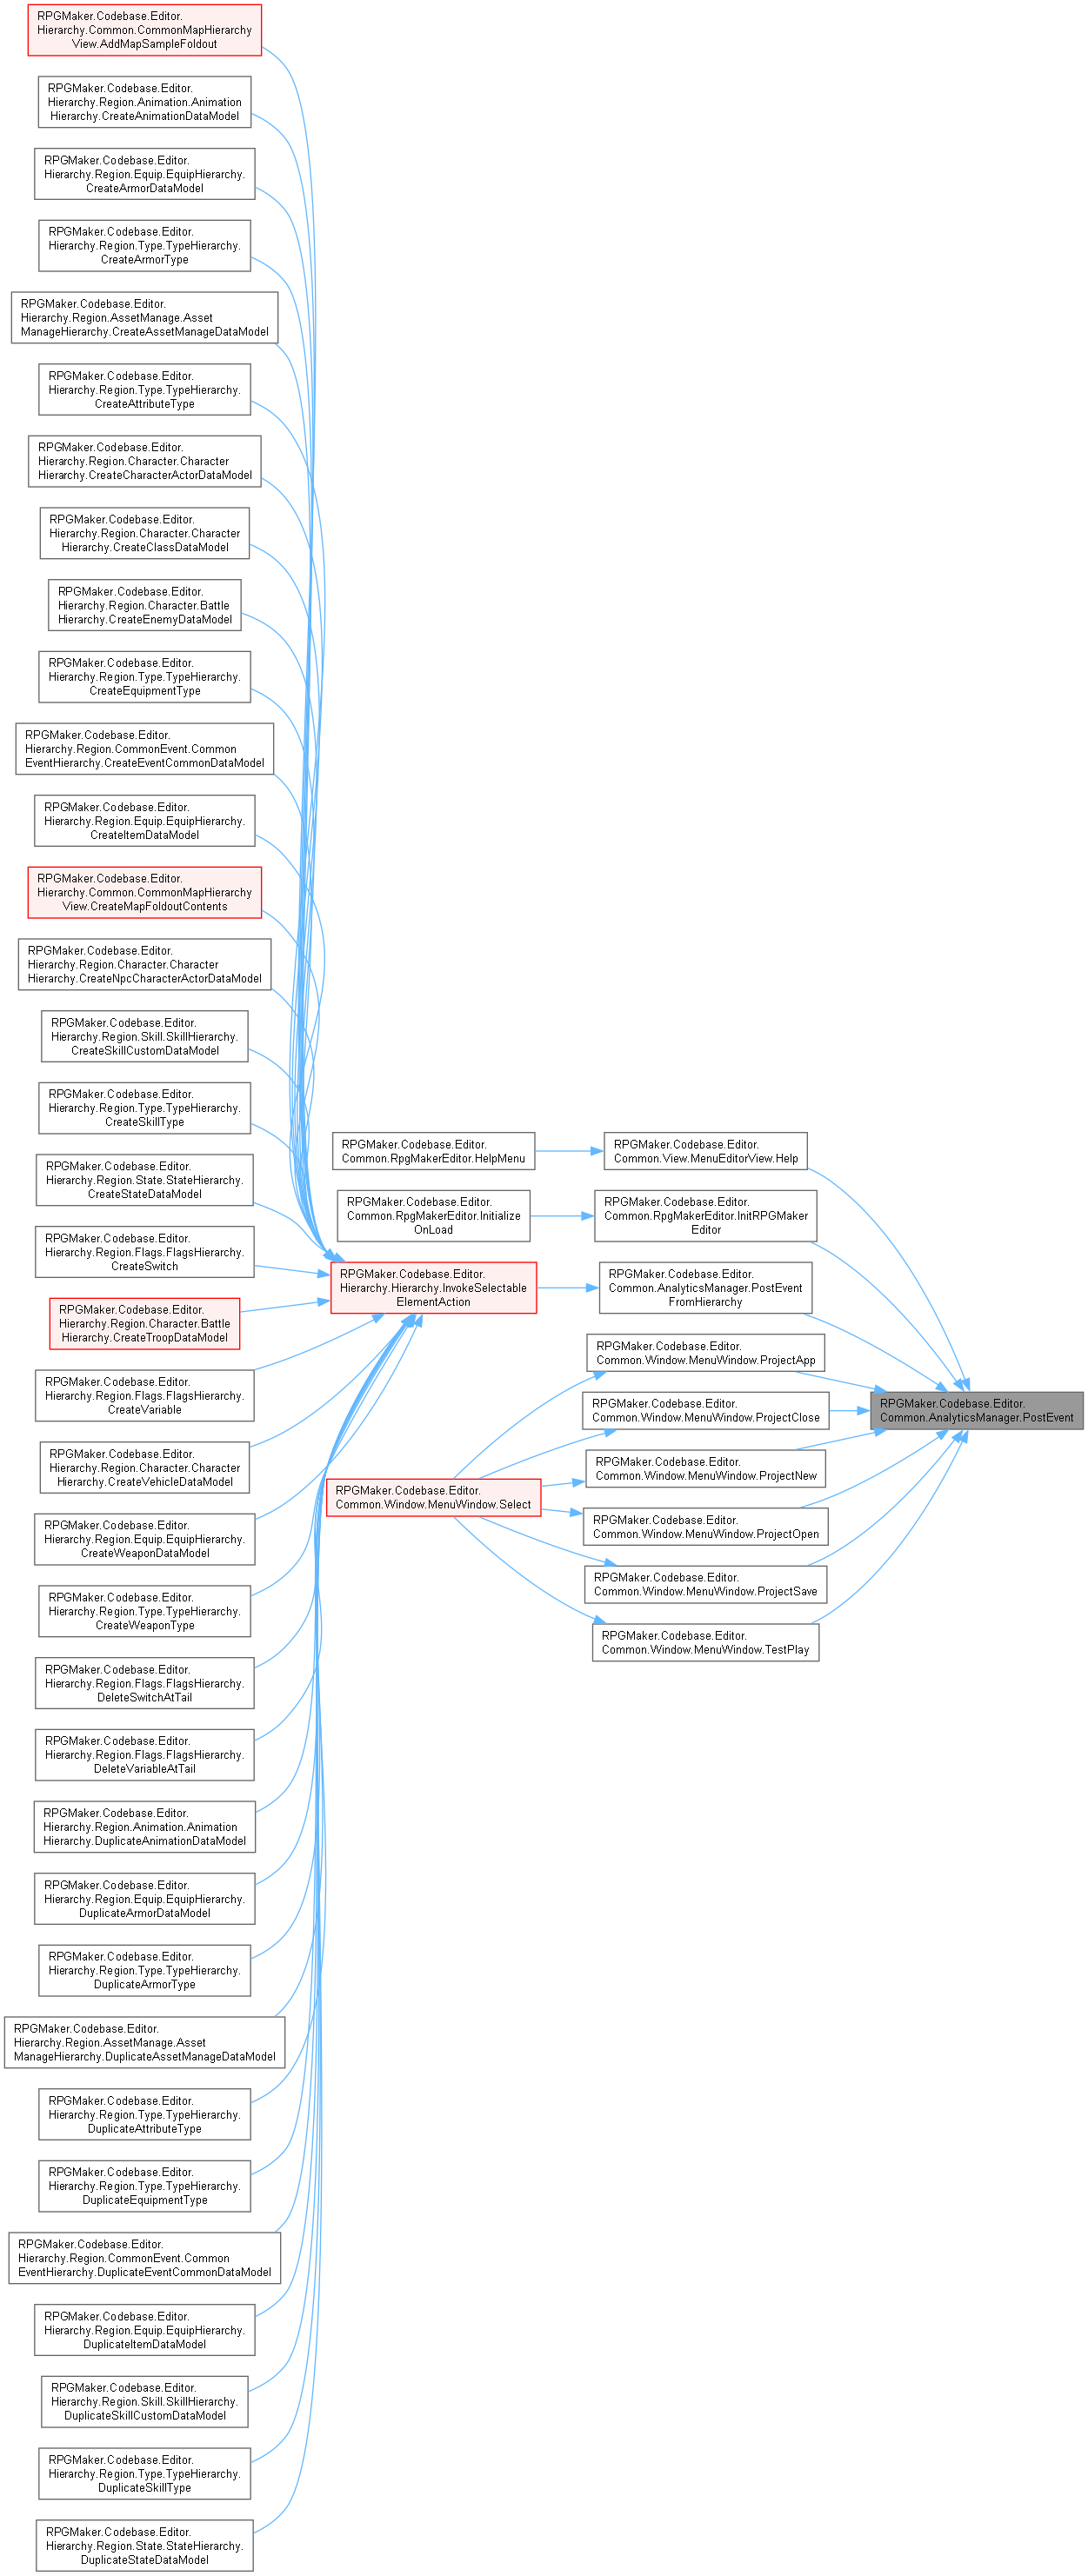 RPGMaker.Codebase.Editor.
Hierarchy.Common.CommonMapHierarchy
View.AddMapSampleFoldout
RPGMaker.Codebase.Editor.
Hierarchy.Region.Animation.Animation
Hierarchy.CreateAnimationDataModel
RPGMaker.Codebase.Editor.
Hierarchy.Region.Equip.EquipHierarchy.
CreateArmorDataModel
RPGMaker.Codebase.Editor.
Hierarchy.Region.Type.TypeHierarchy.
CreateArmorType
RPGMaker.Codebase.Editor.
Hierarchy.Region.AssetManage.Asset
ManageHierarchy.CreateAssetManageDataModel
RPGMaker.Codebase.Editor.
Hierarchy.Region.Type.TypeHierarchy.
CreateAttributeType
RPGMaker.Codebase.Editor.
Hierarchy.Region.Character.Character
Hierarchy.CreateCharacterActorDataModel
RPGMaker.Codebase.Editor.
Hierarchy.Region.Character.Character
Hierarchy.CreateClassDataModel
RPGMaker.Codebase.Editor.
Hierarchy.Region.Character.Battle
Hierarchy.CreateEnemyDataModel
RPGMaker.Codebase.Editor.
Hierarchy.Region.Type.TypeHierarchy.
CreateEquipmentType
RPGMaker.Codebase.Editor.
Hierarchy.Region.CommonEvent.Common
EventHierarchy.CreateEventCommonDataModel
RPGMaker.Codebase.Editor.
Hierarchy.Region.Equip.EquipHierarchy.
CreateItemDataModel
RPGMaker.Codebase.Editor.
Hierarchy.Common.CommonMapHierarchy
View.CreateMapFoldoutContents
RPGMaker.Codebase.Editor.
Hierarchy.Region.Character.Character
Hierarchy.CreateNpcCharacterActorDataModel
RPGMaker.Codebase.Editor.
Hierarchy.Region.Skill.SkillHierarchy.
CreateSkillCustomDataModel
RPGMaker.Codebase.Editor.
Hierarchy.Region.Type.TypeHierarchy.
CreateSkillType
RPGMaker.Codebase.Editor.
Hierarchy.Region.State.StateHierarchy.
CreateStateDataModel
RPGMaker.Codebase.Editor.
Hierarchy.Region.Flags.FlagsHierarchy.
CreateSwitch
RPGMaker.Codebase.Editor.
Hierarchy.Region.Character.Battle
Hierarchy.CreateTroopDataModel
RPGMaker.Codebase.Editor.
Hierarchy.Region.Flags.FlagsHierarchy.
CreateVariable
RPGMaker.Codebase.Editor.
Hierarchy.Region.Character.Character
Hierarchy.CreateVehicleDataModel
RPGMaker.Codebase.Editor.
Hierarchy.Region.Equip.EquipHierarchy.
CreateWeaponDataModel
RPGMaker.Codebase.Editor.
Hierarchy.Region.Type.TypeHierarchy.
CreateWeaponType
RPGMaker.Codebase.Editor.
Hierarchy.Region.Flags.FlagsHierarchy.
DeleteSwitchAtTail
RPGMaker.Codebase.Editor.
Hierarchy.Region.Flags.FlagsHierarchy.
DeleteVariableAtTail
RPGMaker.Codebase.Editor.
Hierarchy.Region.Animation.Animation
Hierarchy.DuplicateAnimationDataModel
RPGMaker.Codebase.Editor.
Hierarchy.Region.Equip.EquipHierarchy.
DuplicateArmorDataModel
RPGMaker.Codebase.Editor.
Hierarchy.Region.Type.TypeHierarchy.
DuplicateArmorType
RPGMaker.Codebase.Editor.
Hierarchy.Region.AssetManage.Asset
ManageHierarchy.DuplicateAssetManageDataModel
RPGMaker.Codebase.Editor.
Hierarchy.Region.Type.TypeHierarchy.
DuplicateAttributeType
RPGMaker.Codebase.Editor.
Hierarchy.Region.Type.TypeHierarchy.
DuplicateEquipmentType
RPGMaker.Codebase.Editor.
Hierarchy.Region.CommonEvent.Common
EventHierarchy.DuplicateEventCommonDataModel
RPGMaker.Codebase.Editor.
Hierarchy.Region.Equip.EquipHierarchy.
DuplicateItemDataModel
RPGMaker.Codebase.Editor.
Hierarchy.Region.Skill.SkillHierarchy.
DuplicateSkillCustomDataModel
RPGMaker.Codebase.Editor.
Hierarchy.Region.Type.TypeHierarchy.
DuplicateSkillType
RPGMaker.Codebase.Editor.
Hierarchy.Region.State.StateHierarchy.
DuplicateStateDataModel
RPGMaker.Codebase.Editor.
Common.RpgMakerEditor.HelpMenu
RPGMaker.Codebase.Editor.
Common.RpgMakerEditor.Initialize
OnLoad
RPGMaker.Codebase.Editor.
Hierarchy.Hierarchy.InvokeSelectable
ElementAction
RPGMaker.Codebase.Editor.
Common.Window.MenuWindow.Select
RPGMaker.Codebase.Editor.
Common.View.MenuEditorView.Help
RPGMaker.Codebase.Editor.
Common.RpgMakerEditor.InitRPGMaker
Editor
RPGMaker.Codebase.Editor.
Common.AnalyticsManager.PostEvent
FromHierarchy
RPGMaker.Codebase.Editor.
Common.Window.MenuWindow.ProjectApp
RPGMaker.Codebase.Editor.
Common.Window.MenuWindow.ProjectClose
RPGMaker.Codebase.Editor.
Common.Window.MenuWindow.ProjectNew
RPGMaker.Codebase.Editor.
Common.Window.MenuWindow.ProjectOpen
RPGMaker.Codebase.Editor.
Common.Window.MenuWindow.ProjectSave
RPGMaker.Codebase.Editor.
Common.Window.MenuWindow.TestPlay
RPGMaker.Codebase.Editor.
Common.AnalyticsManager.PostEvent